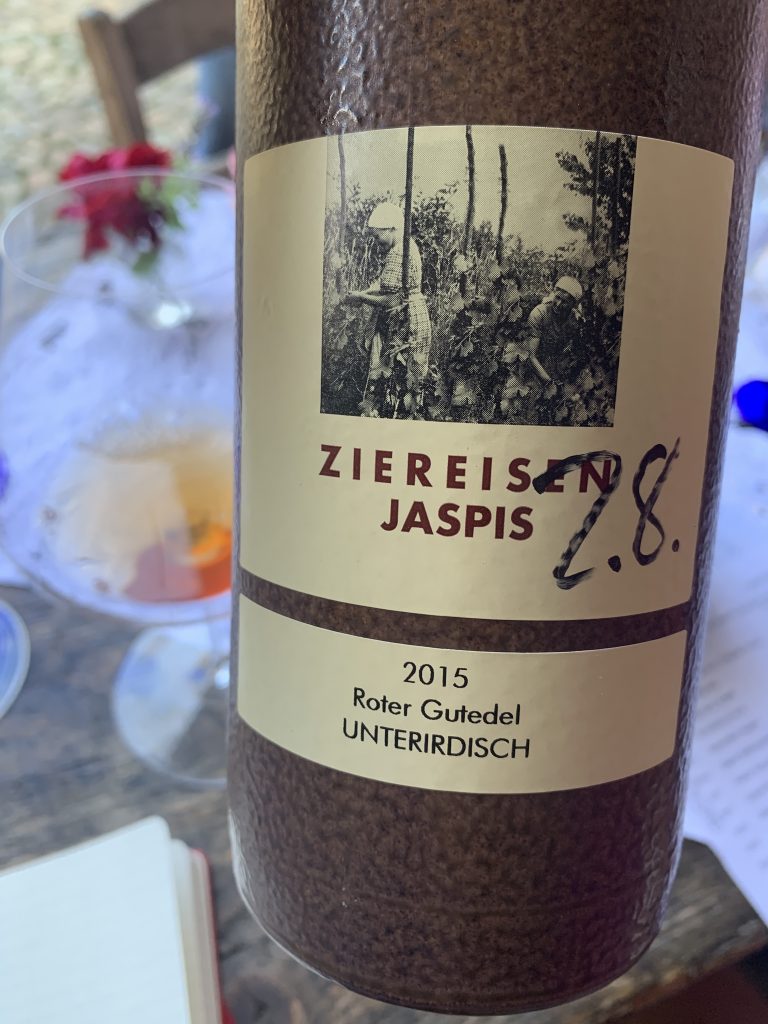 ZIEREISEN
JASPIS
2.8.
2015
Roter Gutedel
UNTERIRDISCH